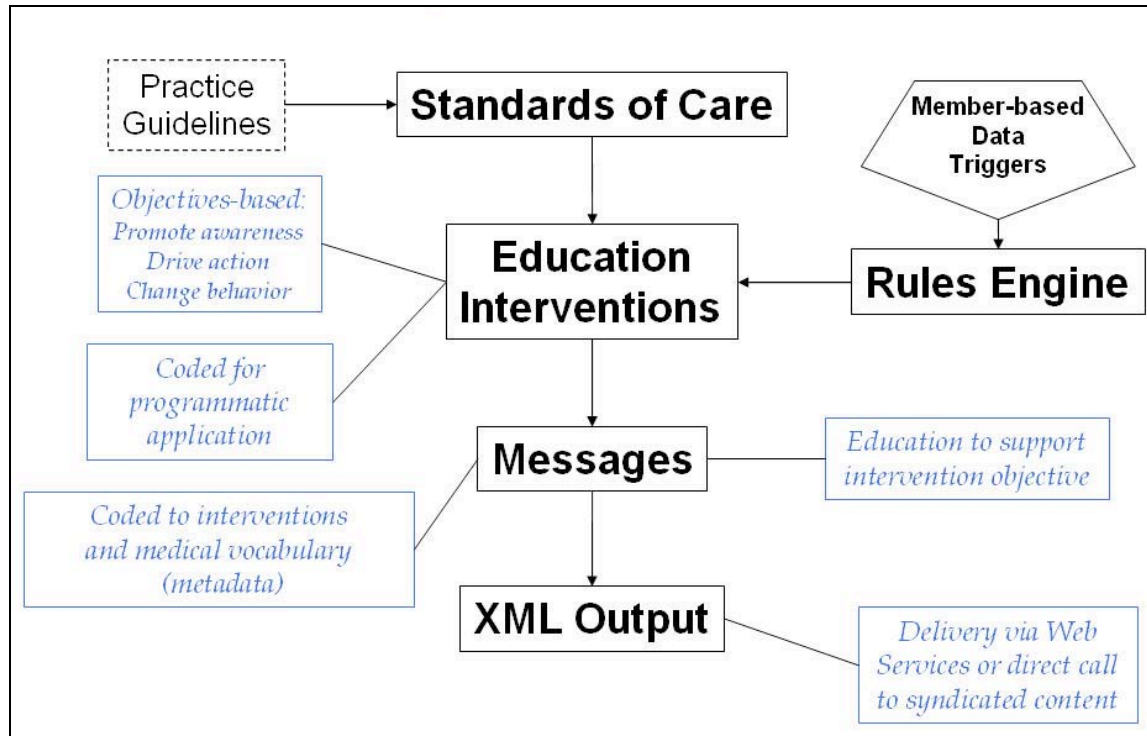 Practice
Guidelines
Standards of Care
Member-based
Data
Triggers
Objectives-based:
Promote awareness
Drive action
Change behavior
Education
Interventions
Rules Engine
Coded for
programmatic
application
Messages
Education to support
intervention objective
Coded to interventions
and medical vocabulary
(metadata)
XML Output
Delivery via Web
Services or direct call
to syndicated content